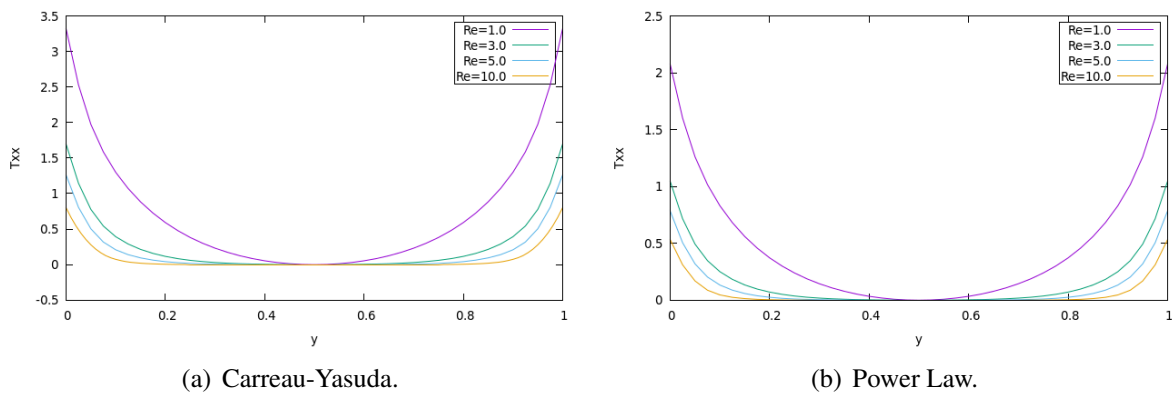 3.5
3
2.5
2
1.5
1
0.5
0
-0.5
Txx
0 0.2 0.4 0.6 0.8 1
y
Re=1.0
Re=3.0
Re=5.0
Re=10.0
(a) Carreau-Yasuda.
2.5
2
1.5
1
0.5
0
Txx
0 0.2 0.4 0.6 0.8 1
y
Re=1.0
Re=3.0
Re=5.0
Re=10.0
(b) Power Law.